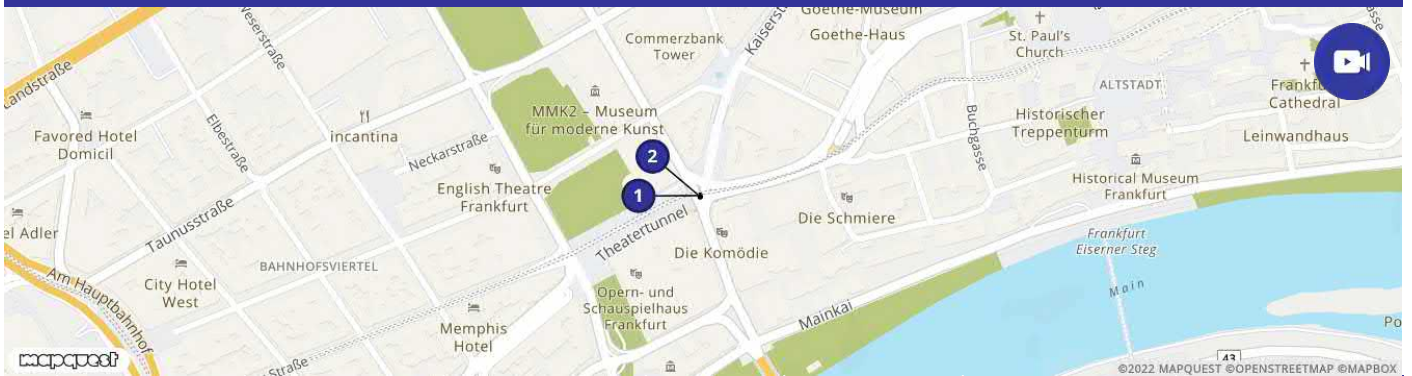 Goethe-Museum
Goethe-Haus
Commerzbank
Tower
St. Paul's
Church
Weserstraße
Landstraße
MMK2 – Museum
für moderne Kunst
ALTSTADT
Cathedral
Historischer
Treppenturm
Leinwandhaus
Buchgasse
Favored Hotel
Domicil
Elbestraße
incantina
Neckarstraße
2
1
English Theatre
Frankfurt
Historical Museum
Frankfurt
Die Schmiere
Taunusstraße
el Adler
Theatertunnel
Die Komödie
Frankfurt
Eiserner Steg
BAHNHOFSVIERTEL
City Hotel
West
Am Hauptbahnhof
Opern- und
Schauspielhaus
Frankfurt
Main
Mainkai
Memphis
Hotel
Po
43
mapquest
Straße
©2022 MAPQUEST ©OPENSTREETMAP ©MAPBOX